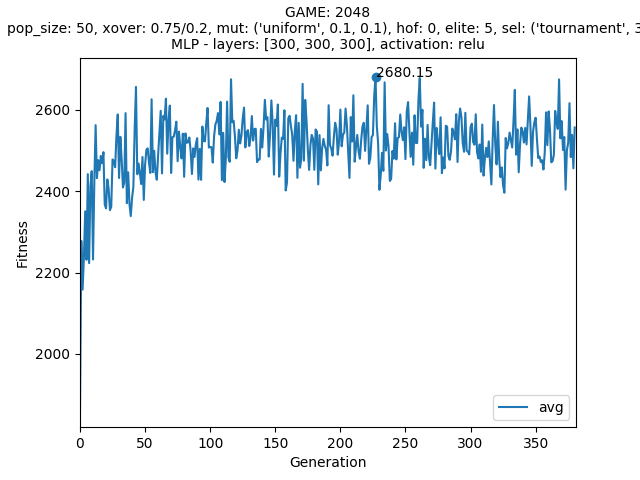 GAME: 2048
pop_size: 50, xover: 0.75/0.2, mut: ('uniform', 0.1, 0.1), hof: 0, elite: 5, sel: ('tournament', 3
MLP - layers: [300, 300, 300], activation: relu
2680.15
2600
2400
2200
2000
Fitness
avg
0 50 100 150 200 250 300 350
Generation